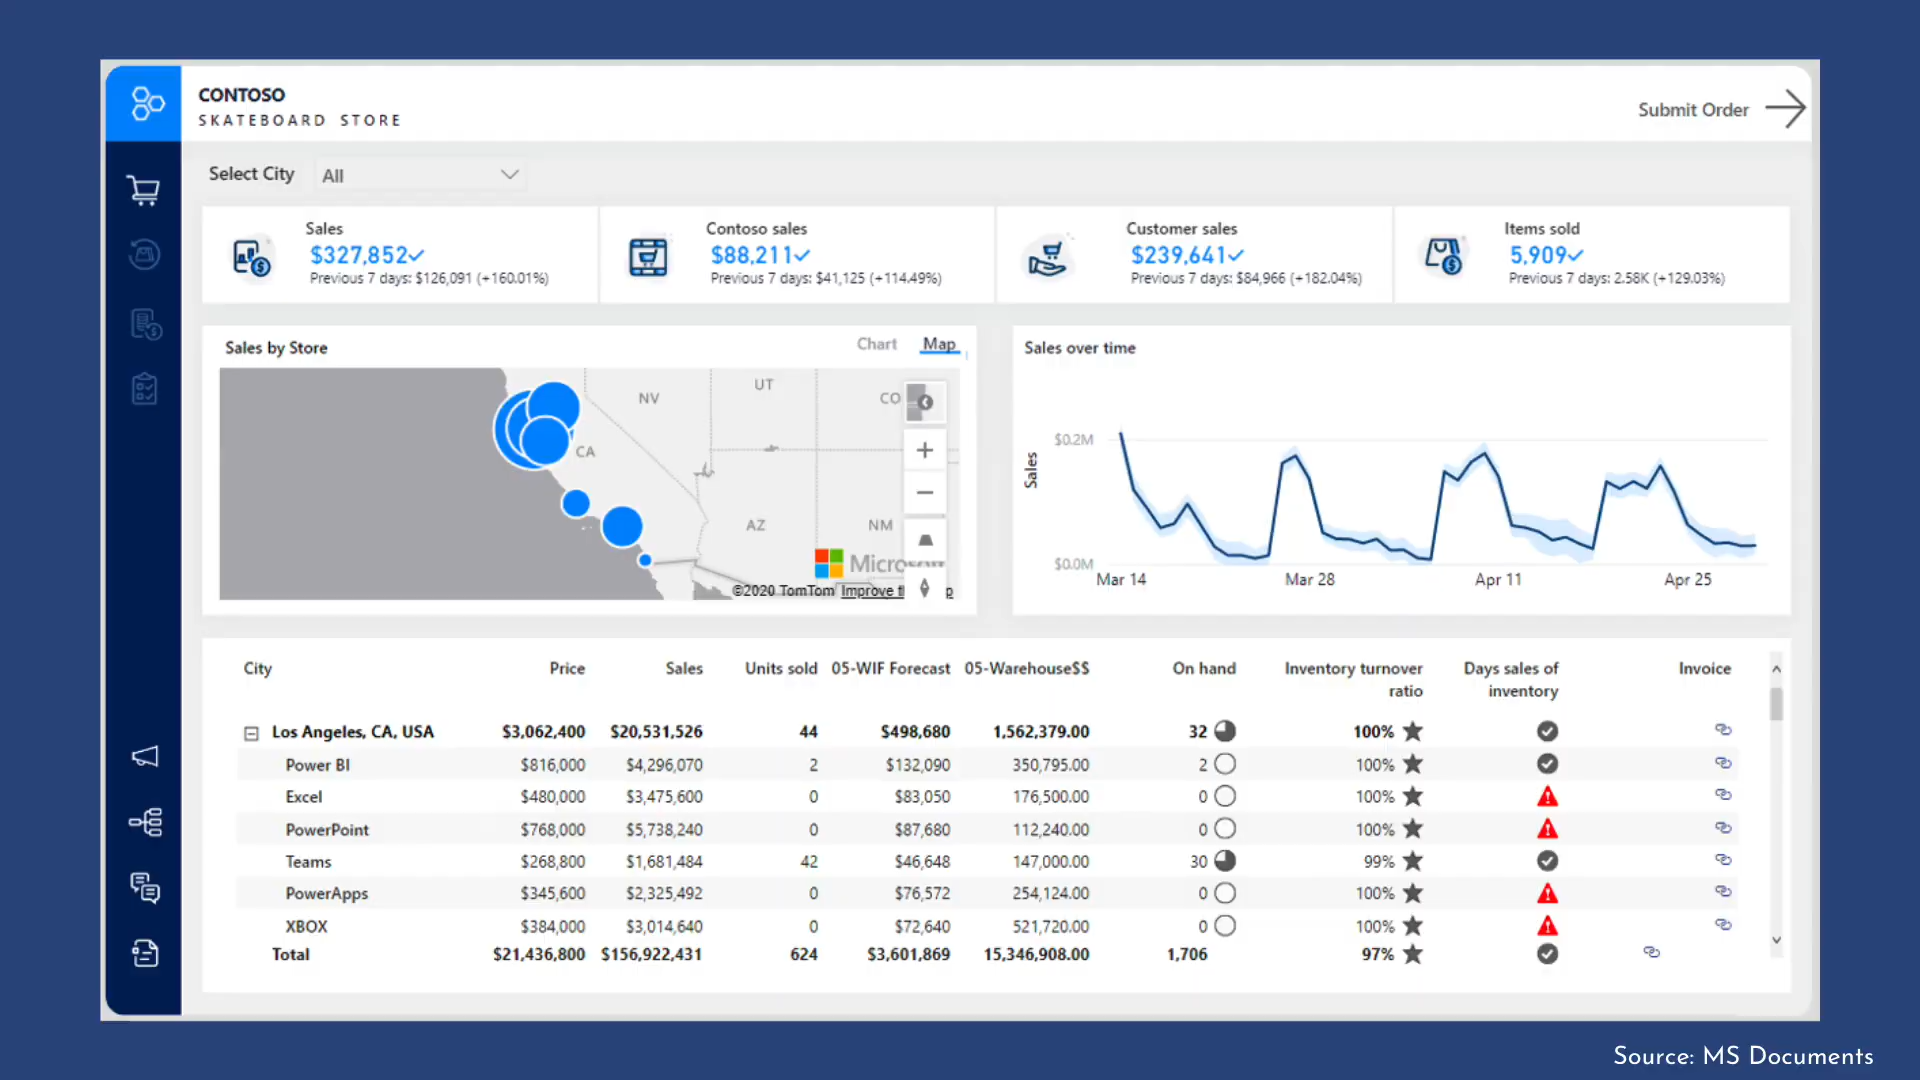 CONTOSO
SKATEBOARD STORE
Submit Order
Select City All
Sales
$327,852
Previous 7 days: $126,091 (+160.01%)
Contoso sales
$88,211
Previous 7 days: $41,125 (+114.49%)
Customer sales
$239,641
Previous 7 days: $84,966 (+182.04%)
Items sold
5,909
Previous 7 days: 2.58K (+129.03%)
Sales by Store
Chart Map
NV
UT
CO
CA
AZ
NM
©2020 TomTom Improve
Sales over time
Sales
$0.2M
$0.0M
Mar 14 Mar 28 Apr 11 Apr 25
City Price Sales Units sold 05-WIF Forecast 05-Warehouse$$ On hand Inventory turnover ratio Days sales of inventory Invoice
Los Angeles, CA, USA $3,062,400 $20,531,526 44 $498,680 1,562,379.00 32 100%
Power BI $816,000 $4,296,070 2 $132,090 350,795.00 2 100%
Excel $480,000 $3,475,600 0 $83,050 176,500.00 0 100%
PowerPoint $768,000 $5,738,240 0 $87,680 112,240.00 0 100%
Teams $268,800 $1,681,484 42 $46,648 147,000.00 30 99%
PowerApps $345,600 $2,325,492 0 $76,572 254,124.00 0 100%
XBOX $384,000 $3,014,640 0 $72,640 521,720.00 0 100%
Total $21,436,800 $156,922,431 624 $3,601,869 15,346,908.00 1,706 97%
Source: MS Documents